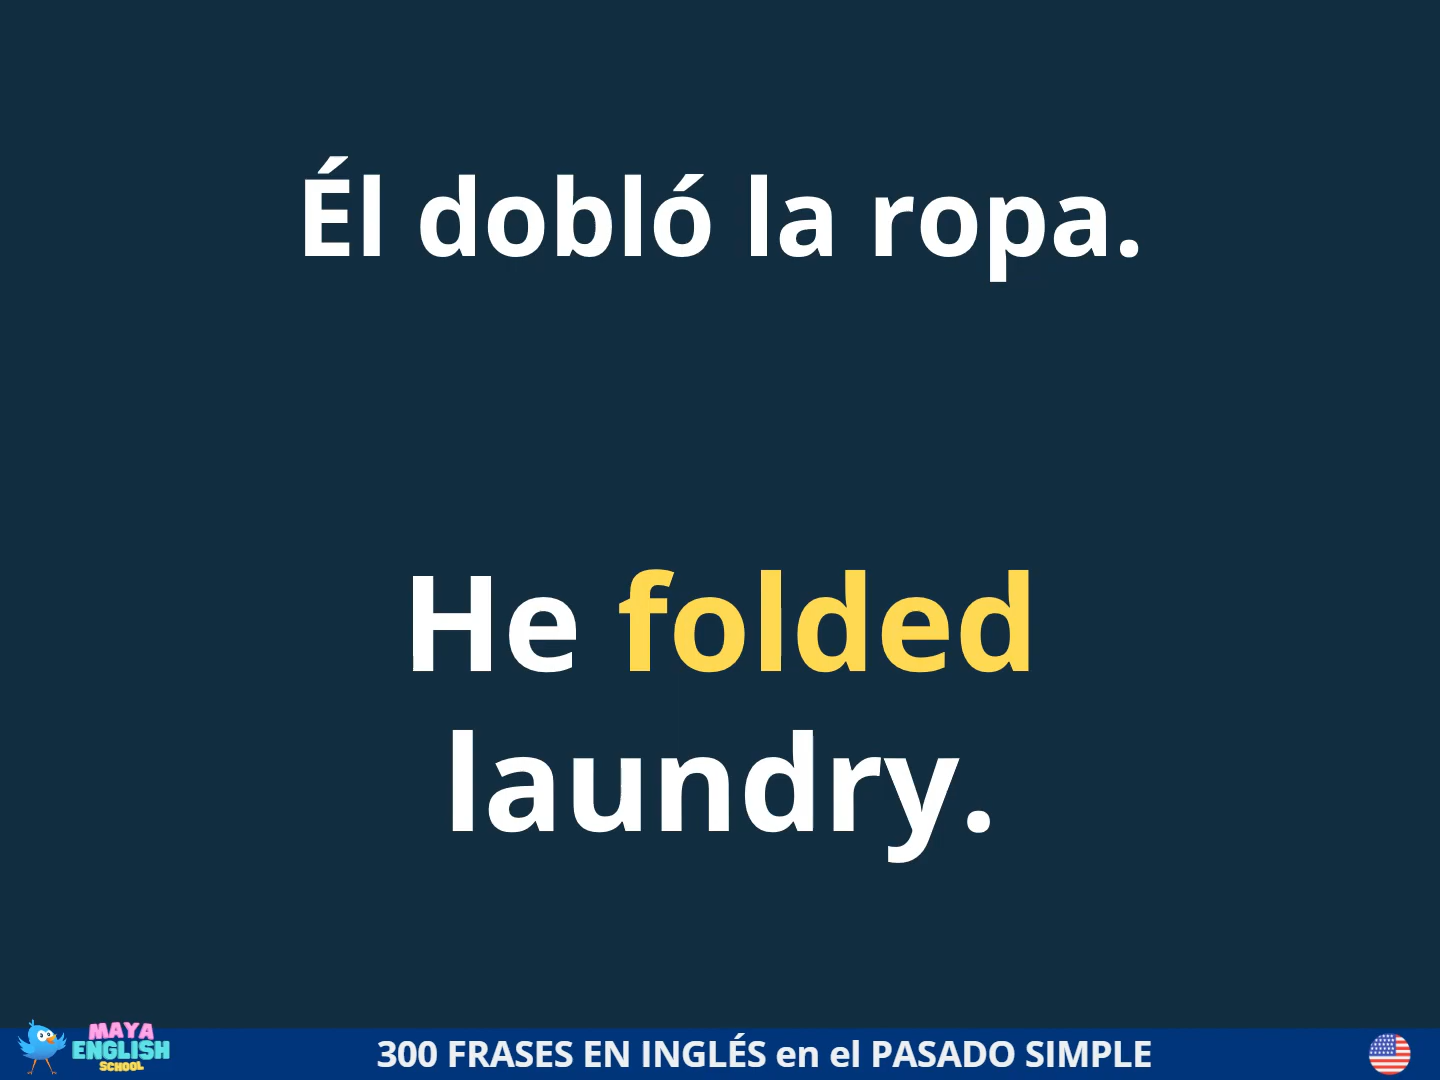 Él dobló la ropa.
He folded
laundry.
MAYA
ENGLISH
SCHOOL
300 FRASES EN INGLÉS en el PASADO SIMPLE